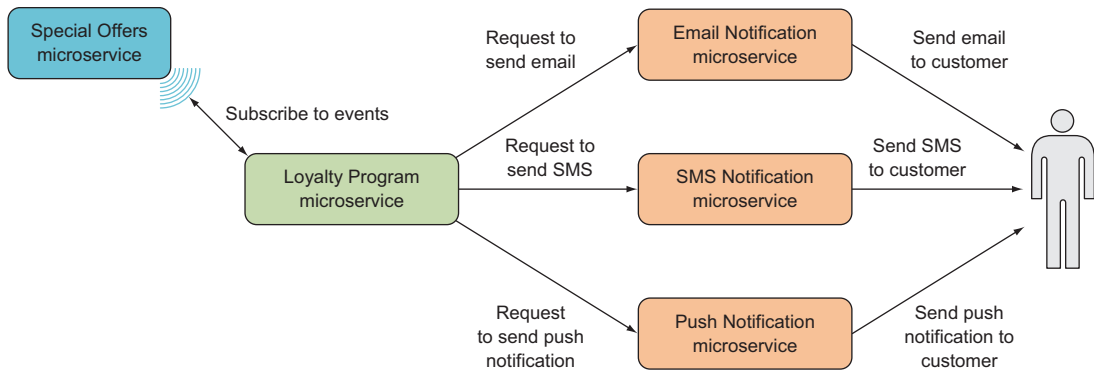 Special Offers
microservice
Subscribe to events
Loyalty Program
microservice
Request to
send email
Email Notification
microservice
Send email
to customer
Request to
send SMS
SMS Notification
microservice
Send SMS
to customer
Request
to send push
notification
Push Notification
microservice
Send push
notification to
customer